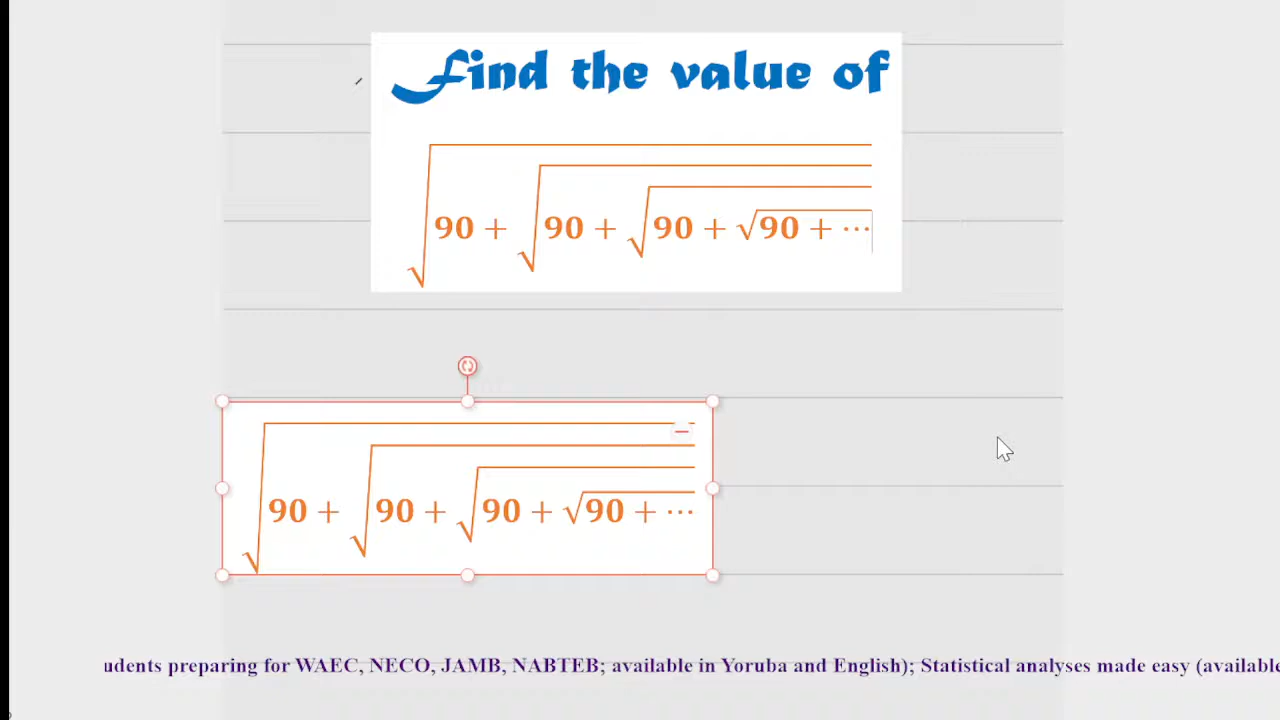 Find the value of
√90 + √90 + √90 + √90 + ⋯
√90 + √90 + √90 + √90 + ⋯
udents preparing for WAEC, NECO, JAMB, NABTEB; available in Yoruba and English); Statistical analyses made easy (available